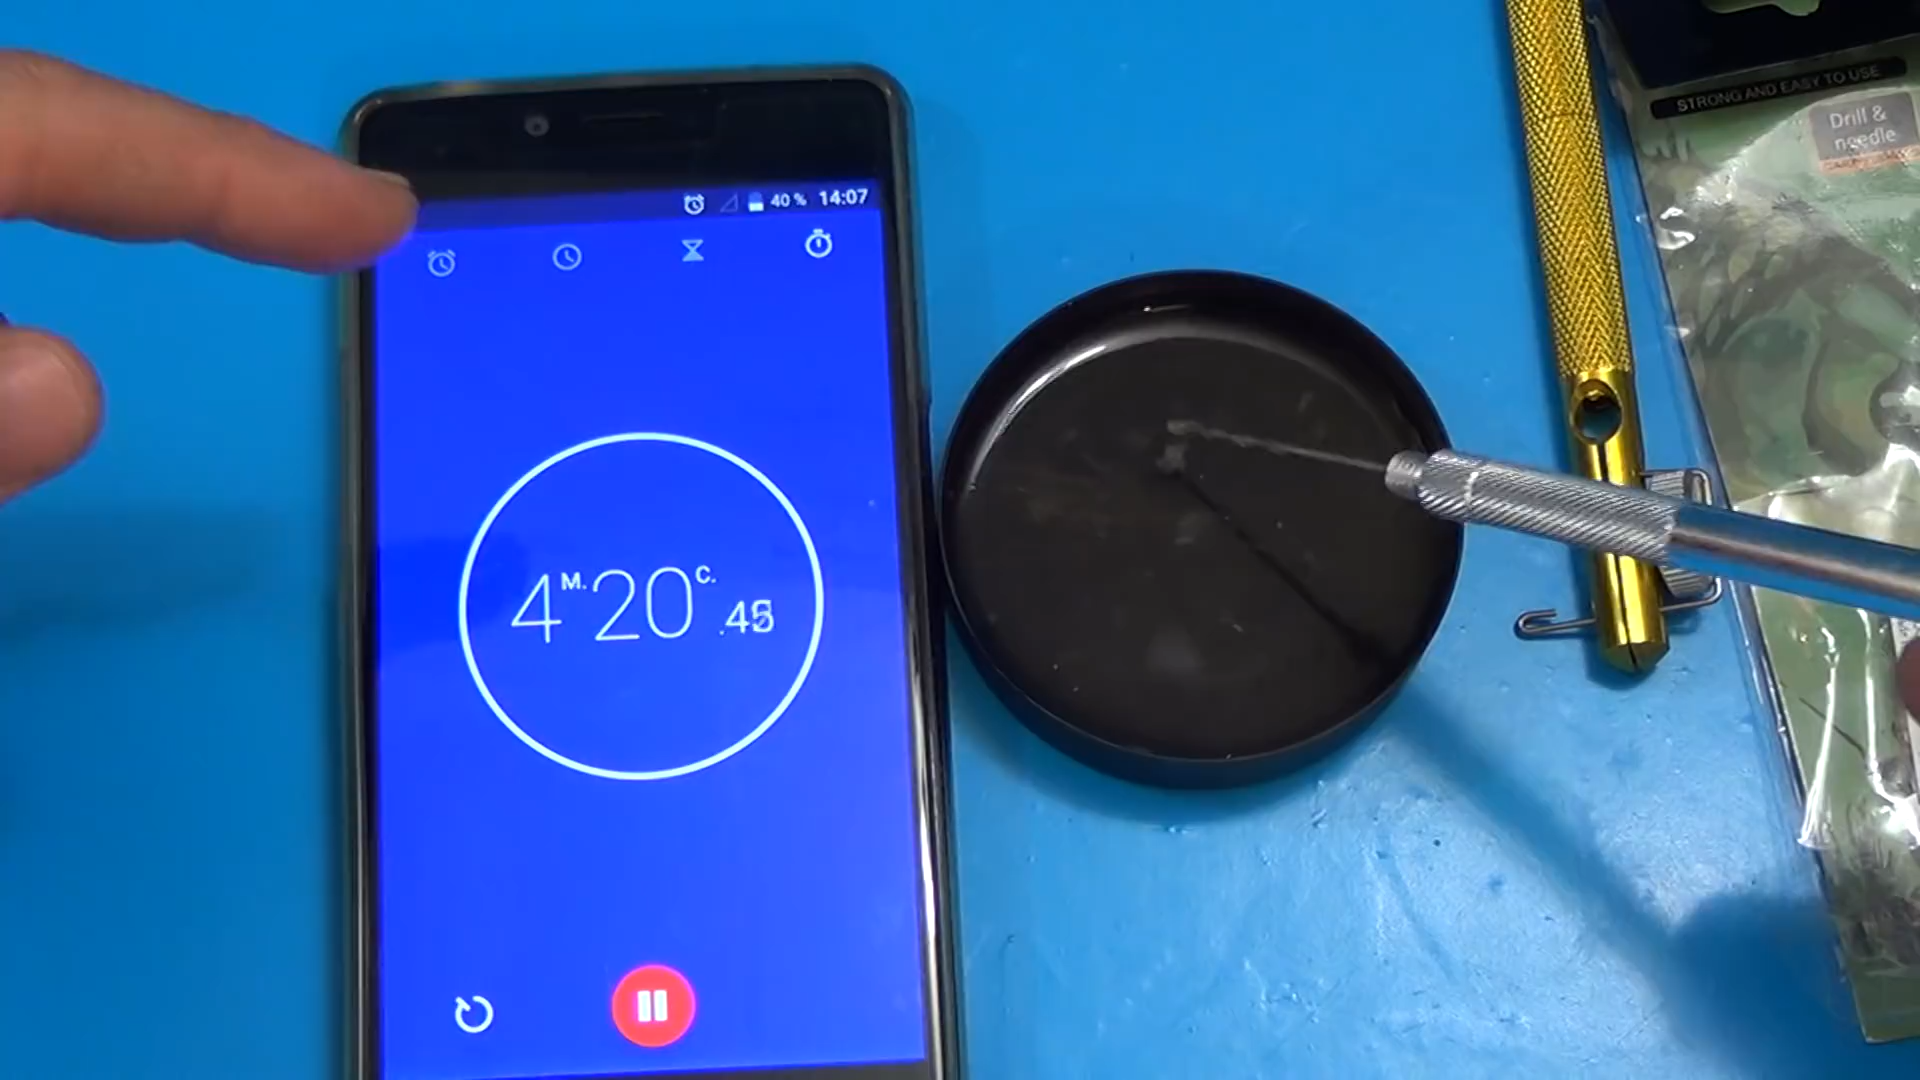 40 % 14:07
4 м. 20 с. .45
STRONG AND EASY TO USE
Drill &
needle